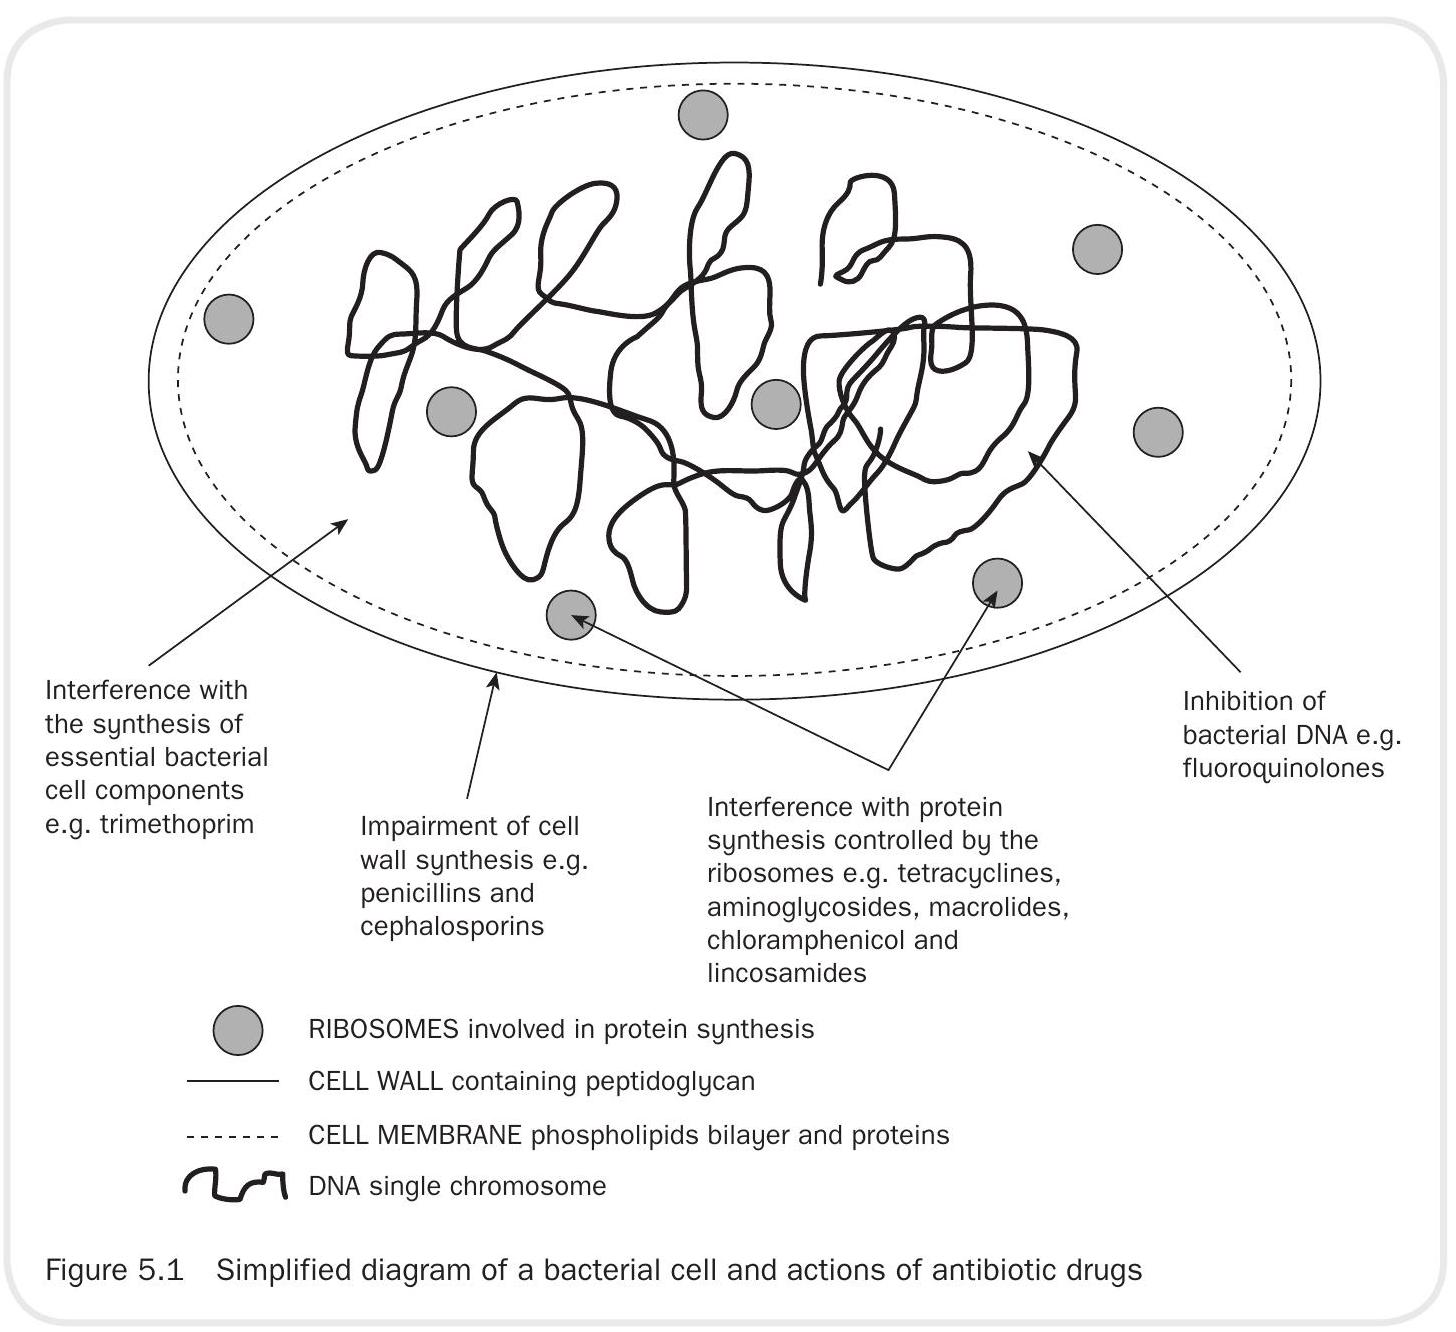 Interference with
the synthesis of
essential bacterial
cell components
e.g. trimethoprim
Impairment of cell
wall synthesis e.g.
penicillins and
cephalosporins
Interference with protein
synthesis controlled by the
ribosomes e.g. tetracyclines,
aminoglycosides, macrolides,
chloramphenicol and
lincosamides
Inhibition of
bacterial DNA e.g.
fluoroquinolones
RIBOSOMES involved in protein synthesis
CELL WALL containing peptidoglycan
CELL MEMBRANE phospholipids bilayer and proteins
DNA single chromosome
Figure 5.1 Simplified diagram of a bacterial cell and actions of antibiotic drugs